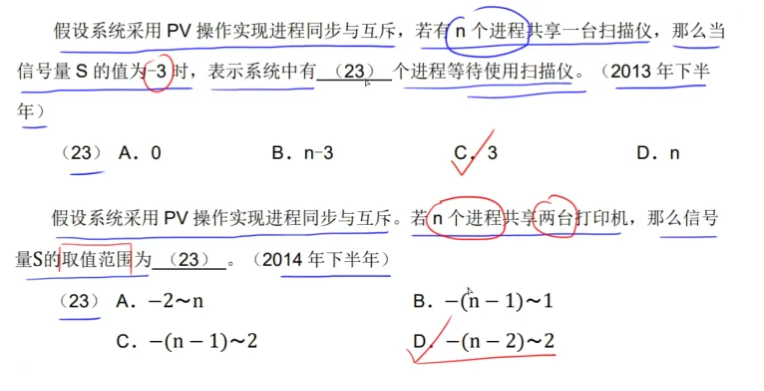 假设系统采用 PV 操作实现进程同步与互斥，若有 n 个进程共享一台扫描仪，那么当
信号量 S 的值为-3 时，表示系统中有（23）个进程等待使用扫描仪。（2013 年下半
年）
（23）A．0 B．n-3 C．3 D．n
假设系统采用 PV 操作实现进程同步与互斥。若 n 个进程共享两台打印机，那么信号
量S的取值范围为（23）。（2014 年下半年）
（23）A．−2～n B．−(n − 1)～1
C．−(n − 1)～2 D．−(n − 2)～2